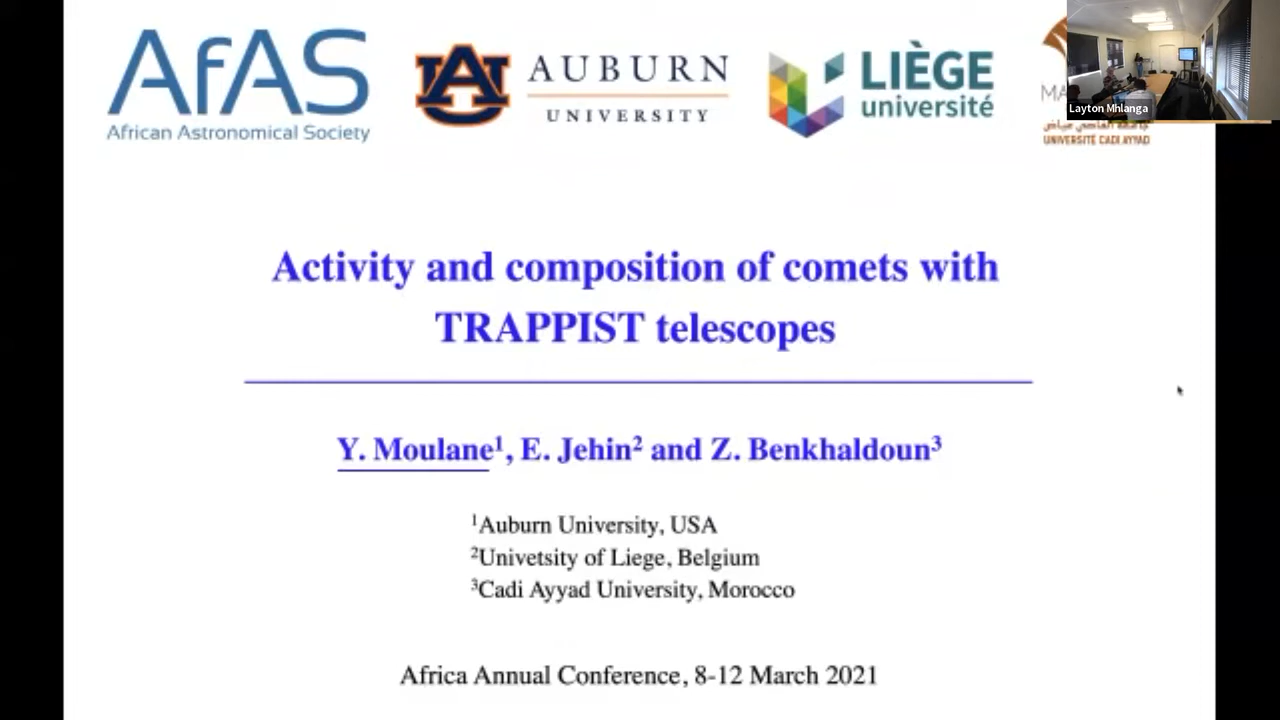 AfAS
African Astronomical Society
AUBURN
UNIVERSITY
LIÈGE
université
MA
UNIVERSITÉ CADI AYYAD
Layton Mhlanga
Activity and composition of comets with
TRAPPIST telescopes
Y. Moulane¹, E. Jehin² and Z. Benkhaldoun³
¹Auburn University, USA
²Univetsity of Liege, Belgium
³Cadi Ayyad University, Morocco
Africa Annual Conference, 8-12 March 2021